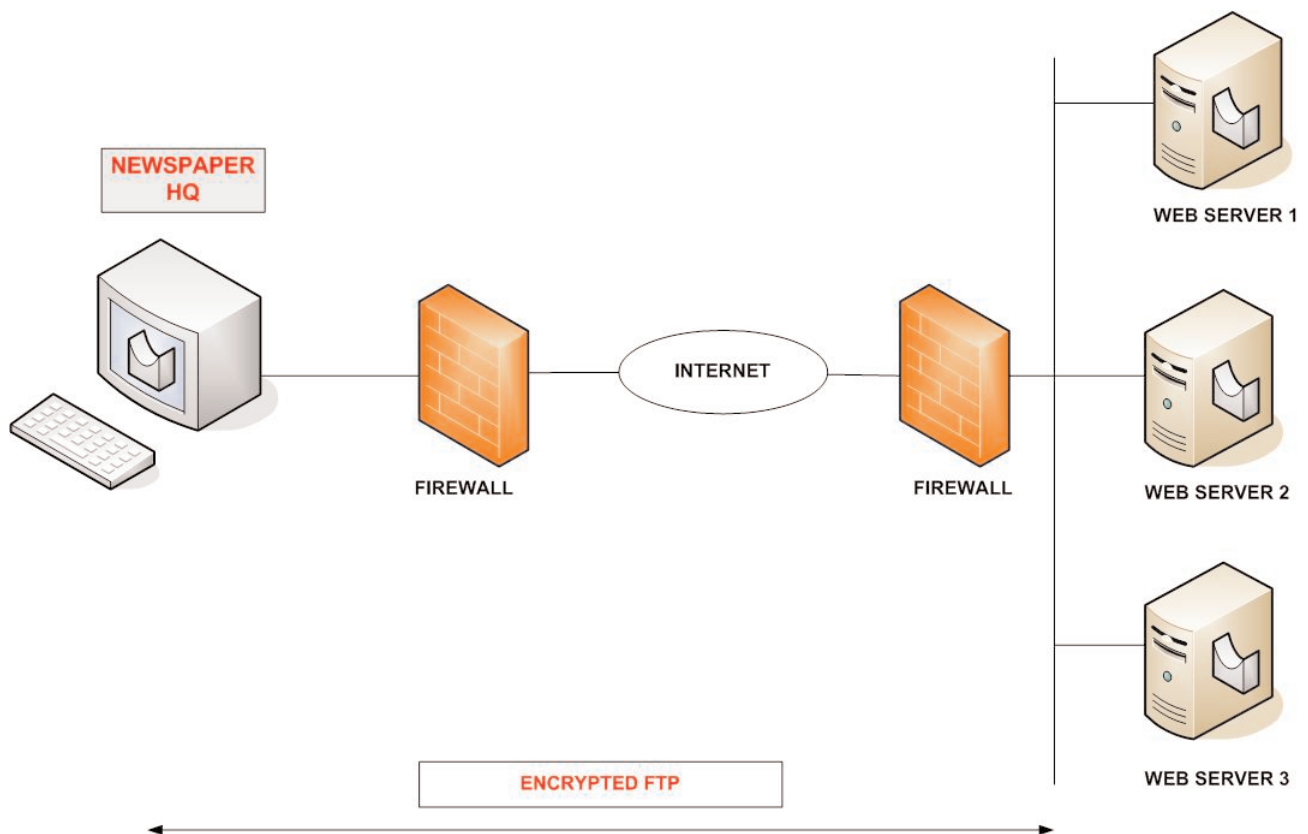 NEWSPAPER
HQ
FIREWALL
INTERNET
FIREWALL
WEB SERVER 1
WEB SERVER 2
WEB SERVER 3
ENCRYPTED FTP